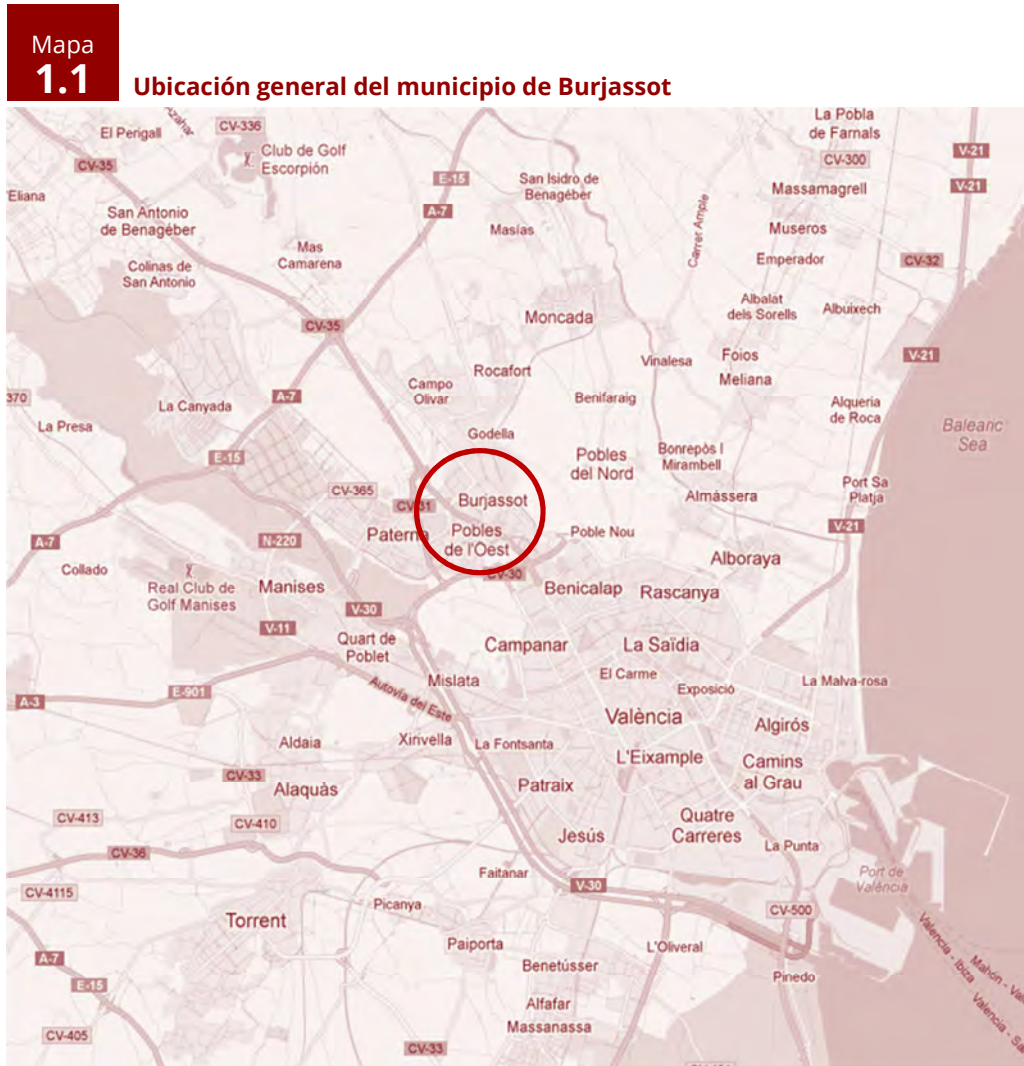 Mapa
1.1
Ubicación general del municipio de Burjassot
La Pobla
de Farnals
El Perigall
Azahar
CV-336
Club de Golf
Escorpión
CV-35
CV-300
V-21
E-15
San Isidro de
Benagéber
Massamagrell
V-21
San Antonio
de Benagéber
A-7
Masías
Carrer Ample
Museros
Mas
Camarena
Emperador
CV-32
Colinas de
San Antonio
Albalat
dels Sorells
Albuixech
Moncada
CV-35
Vinalesa
Foios
V-21
Rocafort
Meliana
Campo
Olivar
A-7
Benifaraig
370
La Canyada
Alqueria
de Roca
La Presa
Godella
Balearic
Sea
E-15
Pobles
del Nord
Bonrepòs I
Mirambell
CV-365
Burjassot
Almàssera
Port Sa
Platja
CV-31
Paterna
Pobles
de l'Oest
Poble Nou
V-21
A-7
N-220
Collado
Alboraya
CV-30
Real Club de
Golf Manises
Manises
Benicalap
Rascanya
V-30
V-11
Quart de
Poblet
Campanar
La Saïdia
El Carme
Exposició
La Malva-rosa
Mislata
E-901
A-3
Autovía del Este
València
Algirós
Aldaia
Xirivella
La Fontsanta
L'Eixample
Camins
al Grau
CV-33
Alaquàs
Patraix
CV-413
CV-410
Jesús
Quatre
Carreres
La Punta
CV-36
Faitanar
Port de
València
CV-4115
V-30
Picanya
CV-500
Torrent
Paiporta
L'Oliveral
A-7
Benetússer
Pinedo
E-15
Valencia - Ibiza
Alfafar
CV-405
Massanassa
CV-33